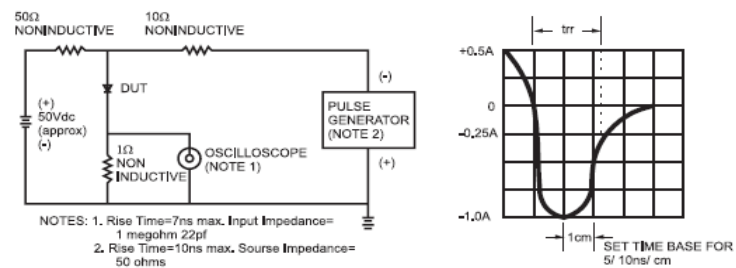 50Ω
NONINDUCTIVE
10Ω
NONINDUCTIVE
(+)
50Vdc
(approx)
(-)
DUT
1Ω
NON
INDUCTIVE
OSCILLOSCOPE
(NOTE 1)
(-)
PULSE
GENERATOR
(NOTE 2)
(+)
NOTES: 1. Rise Time=7ns max. Input Impedance=
1 megohm 22pf
2. Rise Time=10ns max. Sourse Impedance=
50 ohms
trr
+0.5A
0
-0.25A
-1.0A
1cm
SET TIME BASE FOR
5/ 10ns/ cm